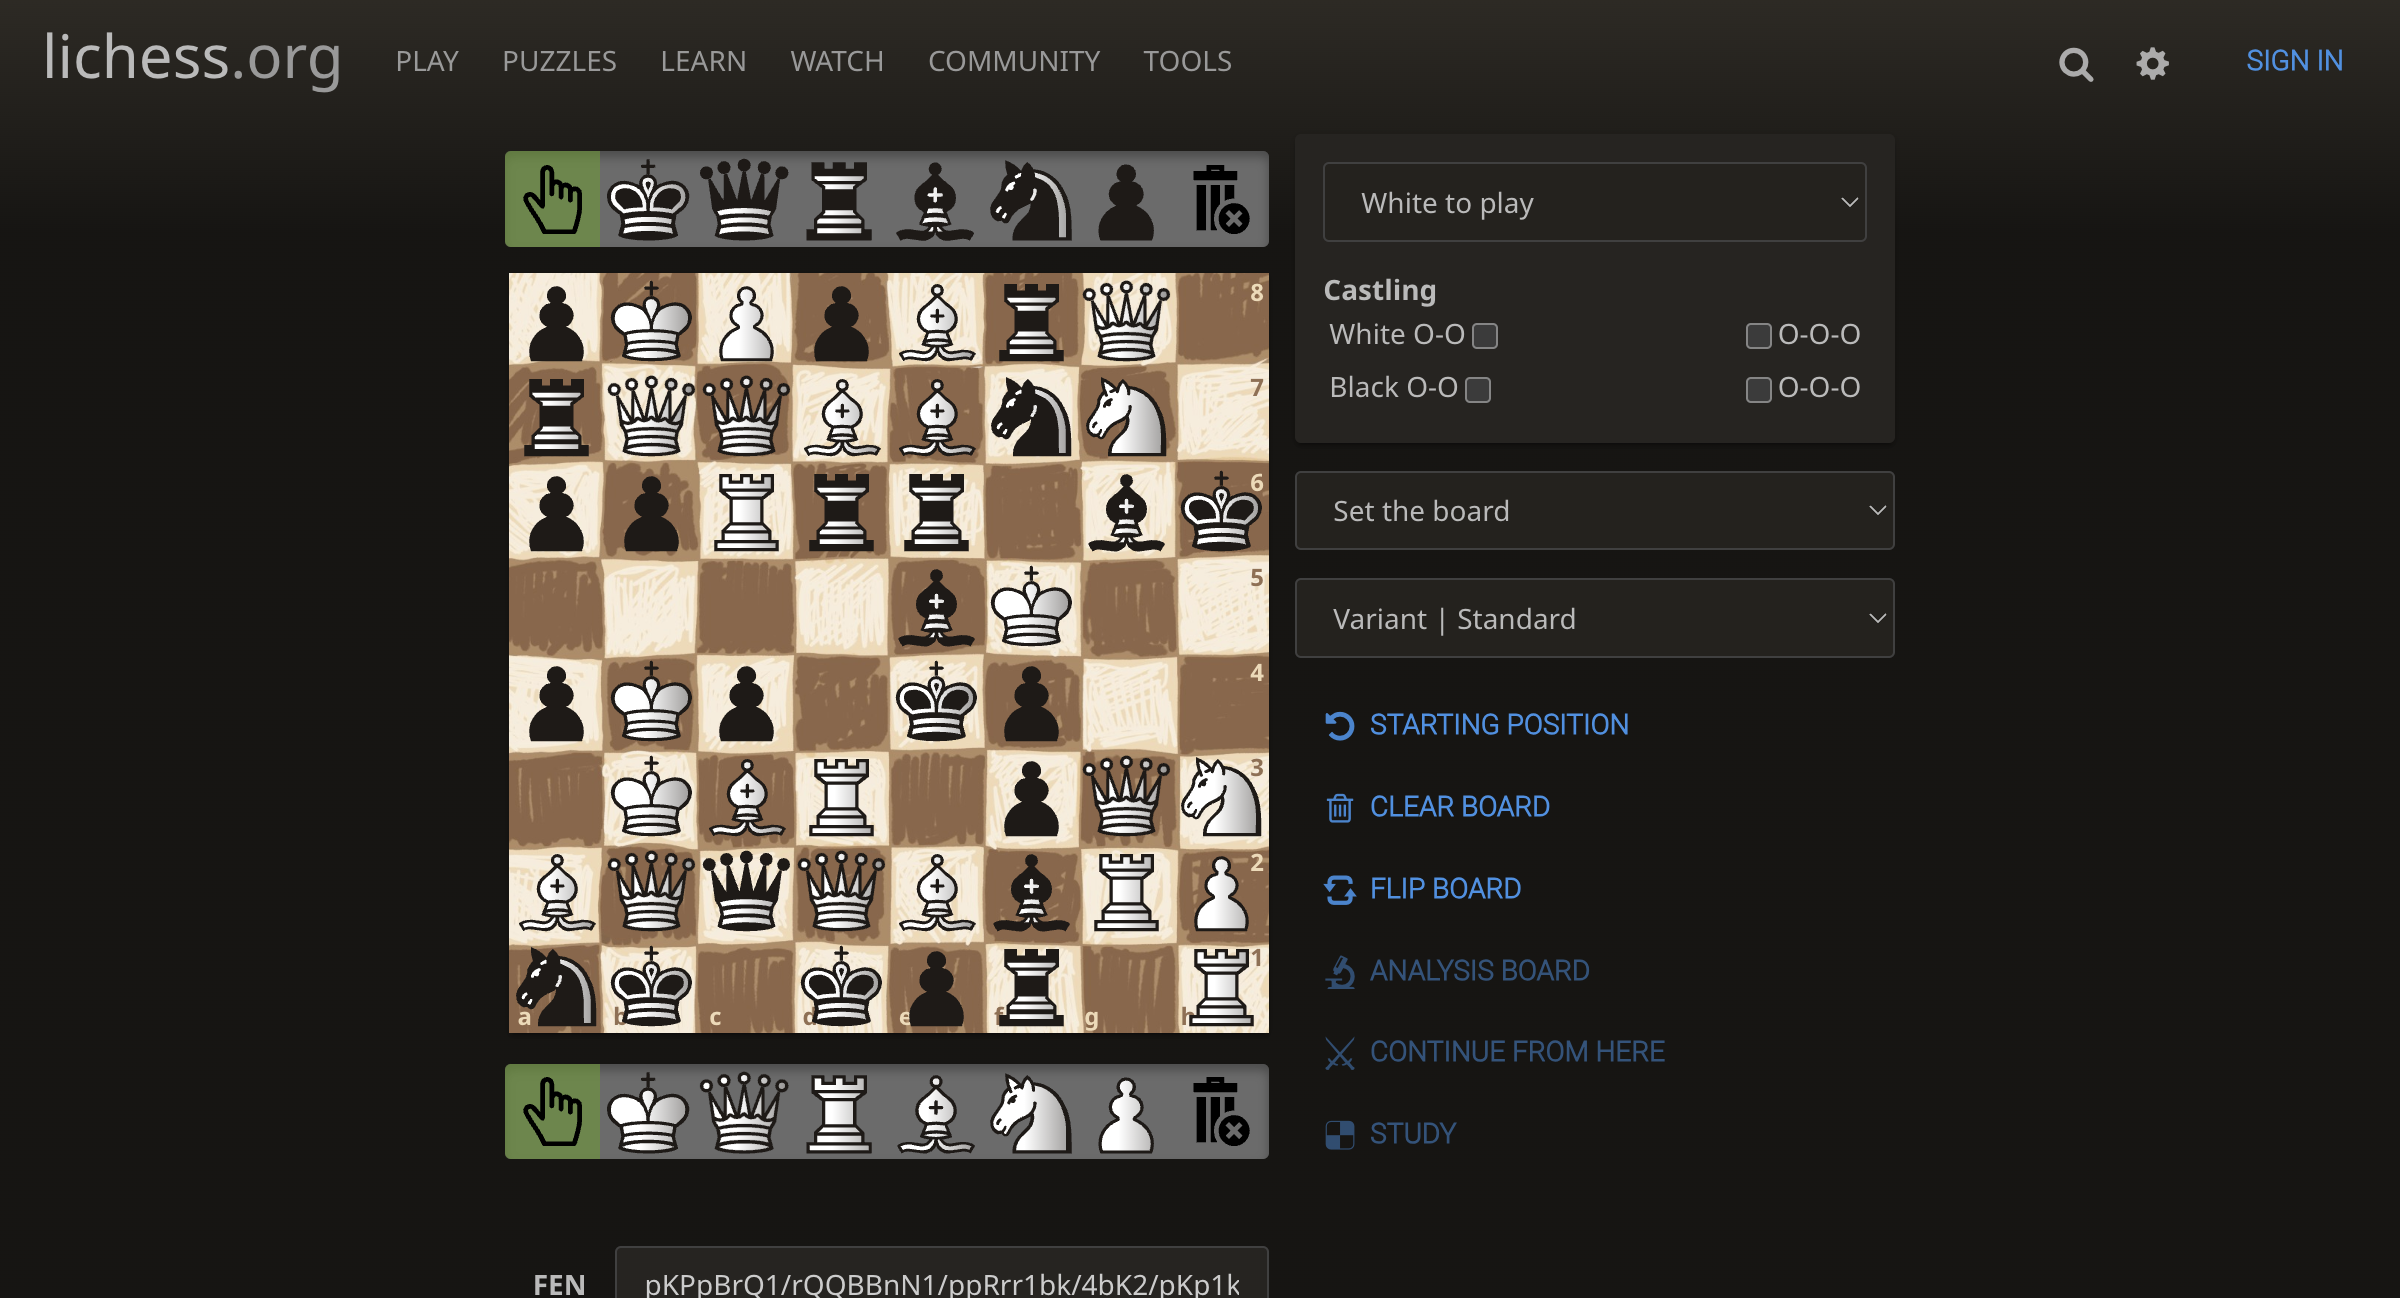 lichess.org PLAY PUZZLES LEARN WATCH COMMUNITY TOOLS SIGN IN
White to play
Castling
White O-O O-O-O
Black O-O O-O-O
Set the board
Variant | Standard
STARTING POSITION
CLEAR BOARD
FLIP BOARD
ANALYSIS BOARD
CONTINUE FROM HERE
STUDY
8
7
6
5
4
3
2
1
a b c d e f g h
FEN pKPpBrQ1/rQQBBnN1/ppRrr1bk/4bK2/pKp1k